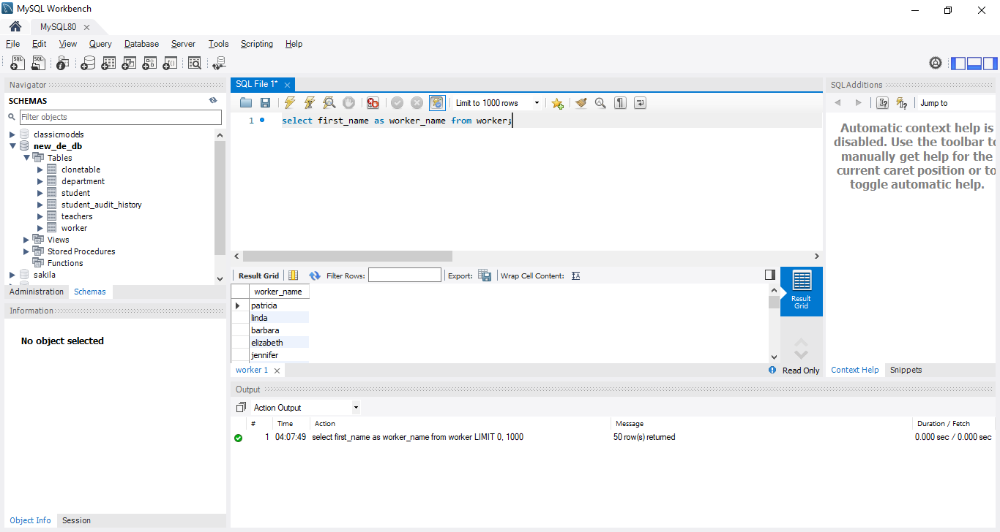 MySQL Workbench
MySQL80
File Edit View Query Database Server Tools Scripting Help
Navigator
SCHEMAS
Filter objects
classicmodels
new_de_db
Tables
clonetable
department
student
student_audit_history
teachers
worker
Views
Stored Procedures
Functions
sakila
Administration Schemas
Information
No object selected
Object Info Session
SQL File 1*
Limit to 1000 rows
1 select first_name as worker_name from worker;
Result Grid Filter Rows: Export: Wrap Cell Content:
worker_name
patricia
linda
barbara
elizabeth
jennifer
Result
Grid
worker 1 Read Only
Output
Action Output
# Time Action Message Duration / Fetch
1 04:07:49 select first_name as worker_name from worker LIMIT 0, 1000 50 row(s) returned 0.000 sec / 0.000 sec
SQLAdditions
Jump to
Automatic context help is
disabled. Use the toolbar to
manually get help for the
current caret position or to
toggle automatic help.
Context Help Snippets